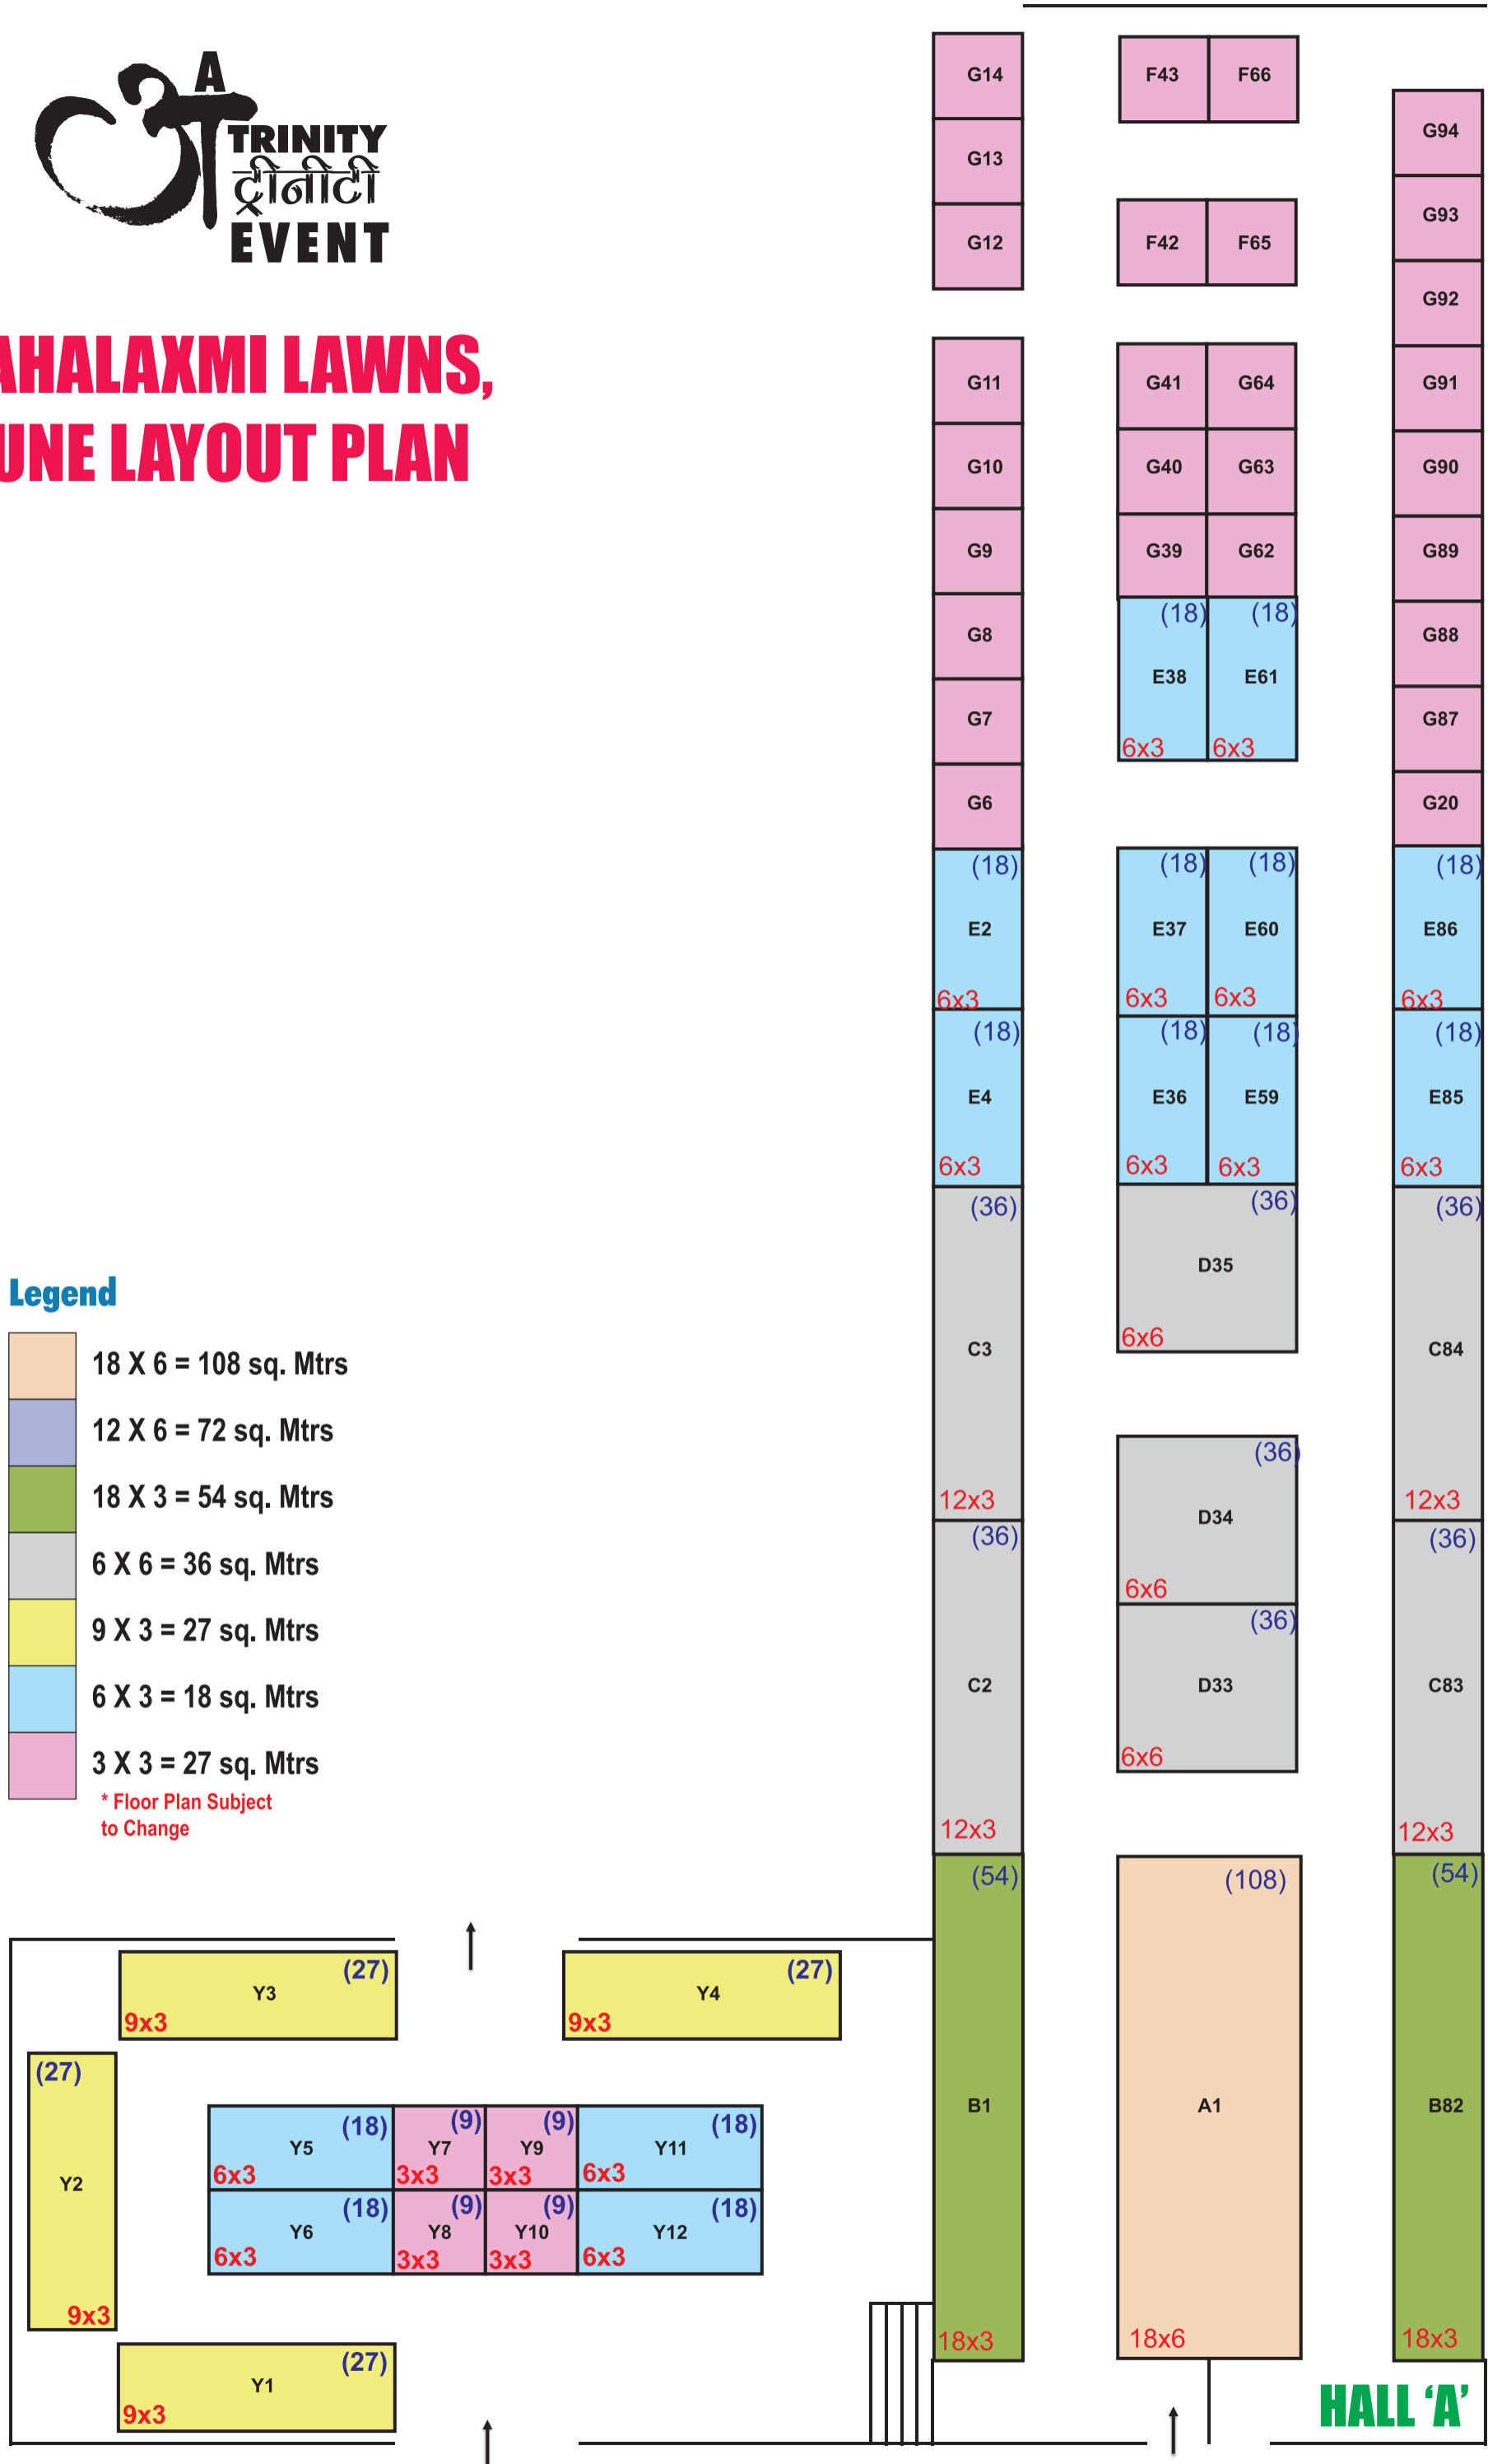 A
TRINITY
ट्रीनीटी
EVENT
AHALAXMI LAWNS,
UNE LAYOUT PLAN
G14
G13
G12
G11
G10
G9
G8
G7
G6
(18)
E2
6x3
(18)
E4
6x3
(36)
C3
12x3
(36)
C2
12x3
(54)
B1
18x3
F43 F66
F42 F65
G41 G64
G40 G63
G39 G62
(18) (18)
E38 E61
6x3 6x3
(18) (18)
E37 E60
6x3 6x3
(18) (18)
E36 E59
6x3 6x3
(36)
D35
6x6
(36)
D34
6x6
(36)
D33
6x6
(108)
A1
18x6
G94
G93
G92
G91
G90
G89
G88
G87
G20
(18)
E86
6x3
(18)
E85
6x3
(36)
C84
12x3
(36)
C83
12x3
(54)
B82
18x3
HALL ‘A’
Legend
18 X 6 = 108 sq. Mtrs
12 X 6 = 72 sq. Mtrs
18 X 3 = 54 sq. Mtrs
6 X 6 = 36 sq. Mtrs
9 X 3 = 27 sq. Mtrs
6 X 3 = 18 sq. Mtrs
3 X 3 = 27 sq. Mtrs
* Floor Plan Subject
to Change
(27)
Y3
9x3
(27)
Y4
9x3
(27)
Y2
9x3
(18) (9) (9) (18)
Y5 Y7 Y9 Y11
6x3 3x3 3x3 6x3
(18) (9) (9) (18)
Y6 Y8 Y10 Y12
6x3 3x3 3x3 6x3
(27)
Y1
9x3